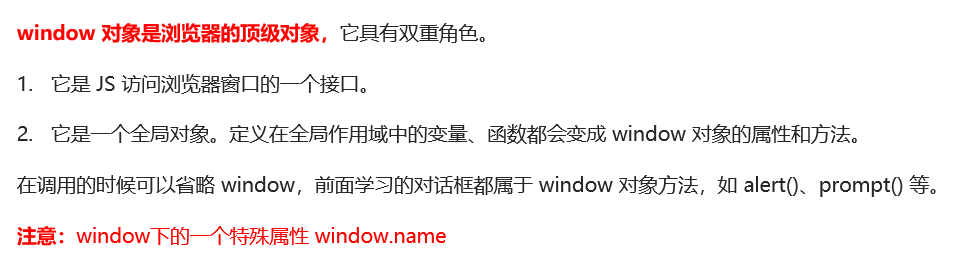 window 对象是浏览器的顶级对象，它具有双重角色。
1. 它是 JS 访问浏览器窗口的一个接口。
2. 它是一个全局对象。定义在全局作用域中的变量、函数都会变成 window 对象的属性和方法。
在调用的时候可以省略 window，前面学习的对话框都属于 window 对象方法，如 alert()、prompt() 等。
注意：window下的一个特殊属性 window.name